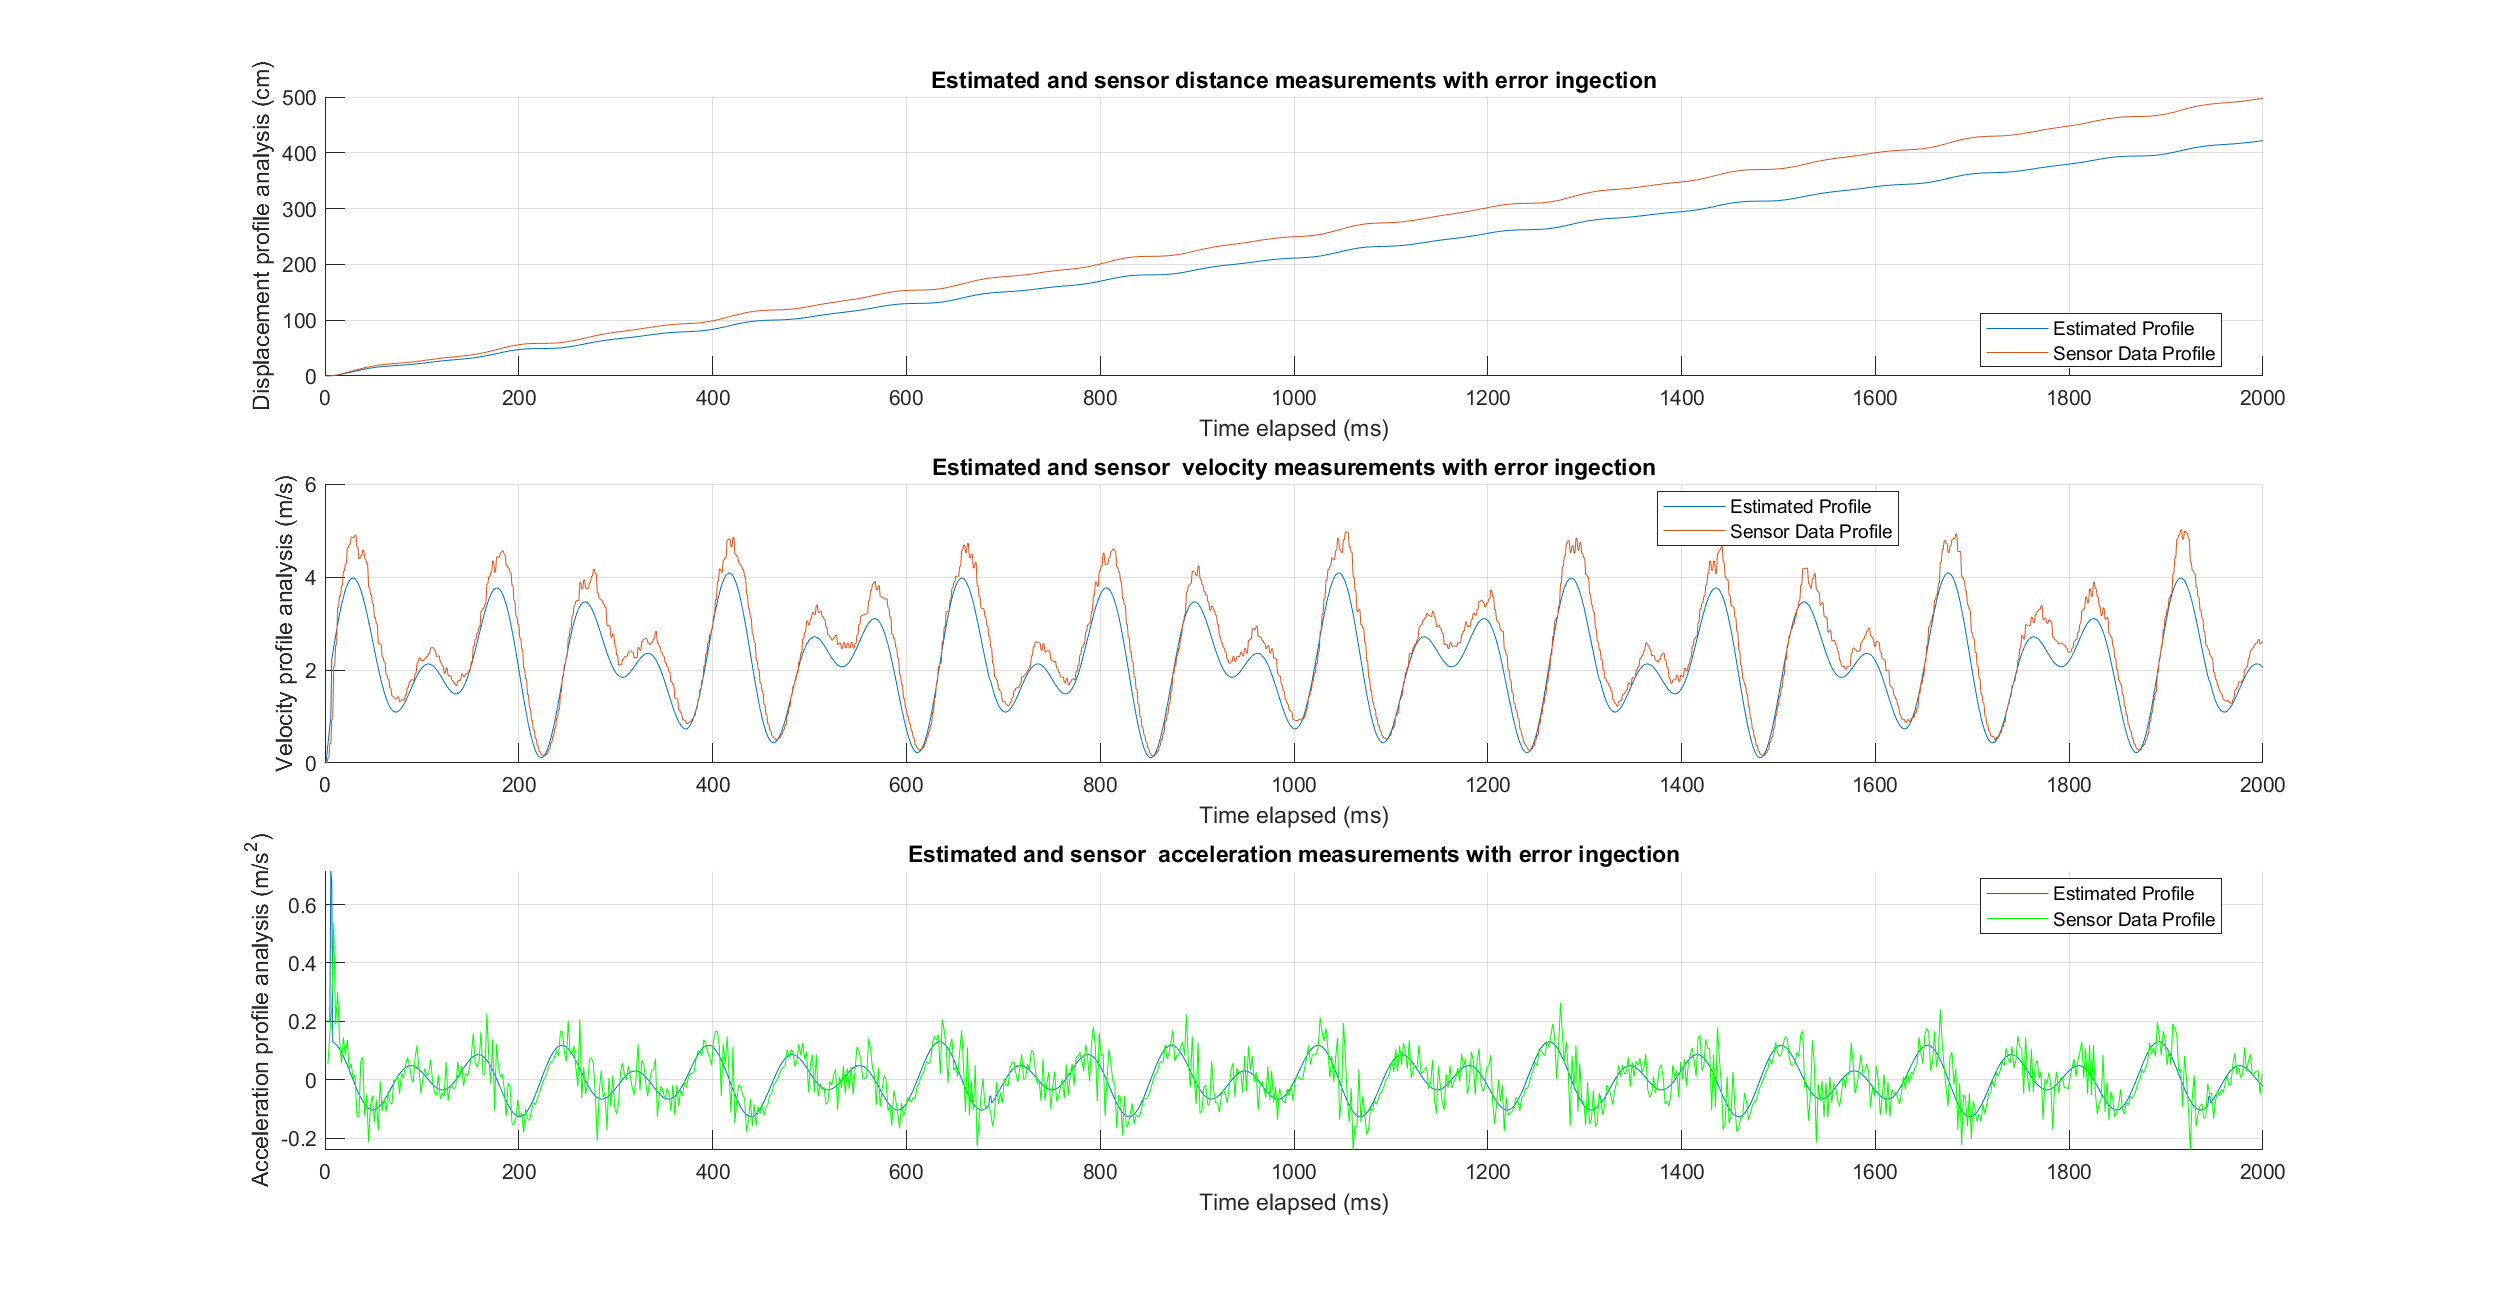 Estimated and sensor distance measurements with error ingection
Displacement profile analysis (cm)
500
400
300
200
100
0
Estimated Profile
Sensor Data Profile
0 200 400 600 800 1000 1200 1400 1600 1800 2000
Time elapsed (ms)
Estimated and sensor  velocity measurements with error ingection
Velocity profile analysis (m/s)
6
4
2
0
Estimated Profile
Sensor Data Profile
0 200 400 600 800 1000 1200 1400 1600 1800 2000
Time elapsed (ms)
Estimated and sensor  acceleration measurements with error ingection
Acceleration profile analysis (m/s²)
0.6
0.4
0.2
0
-0.2
Estimated Profile
Sensor Data Profile
0 200 400 600 800 1000 1200 1400 1600 1800 2000
Time elapsed (ms)